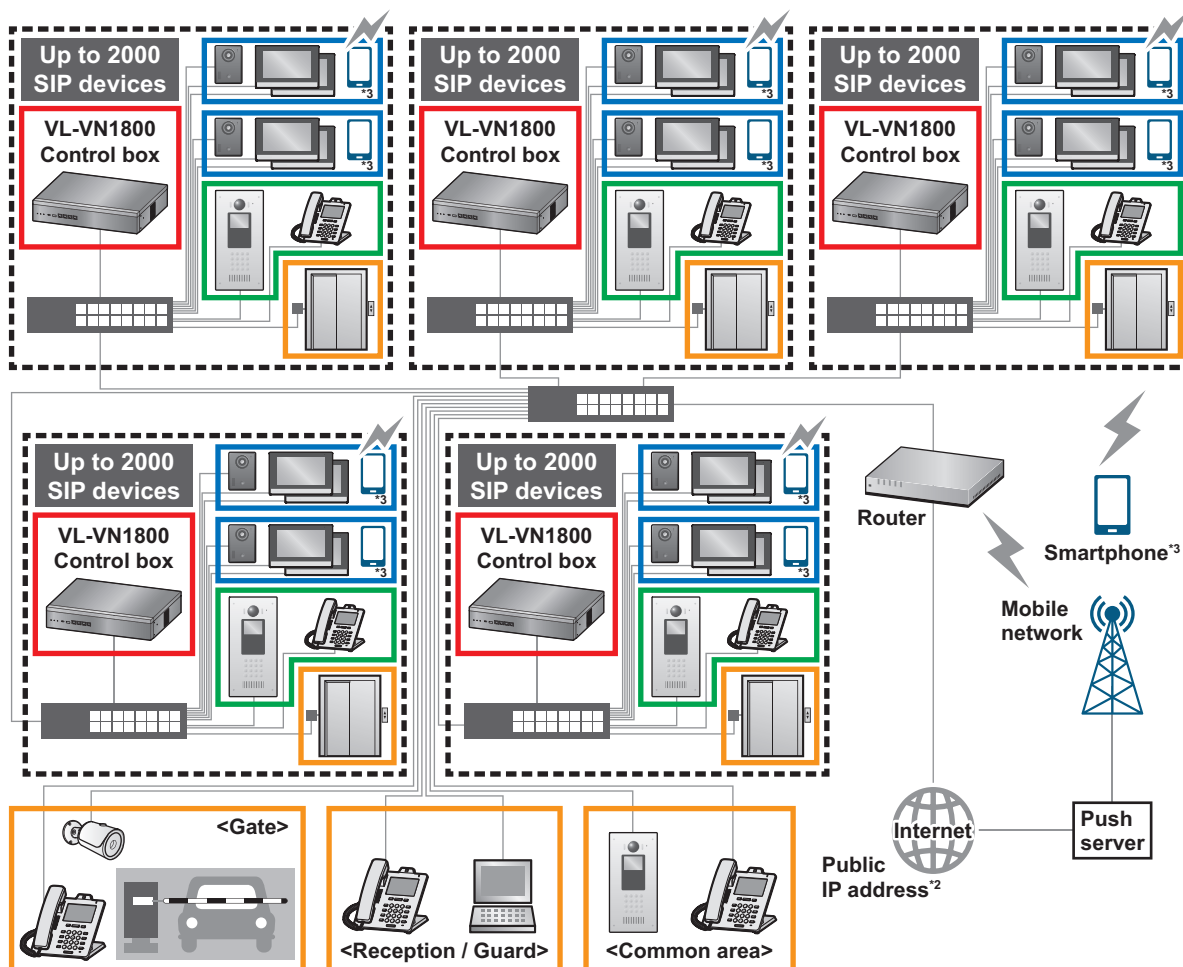 Up to 2000
SIP devices
VL-VN1800
Control box
*3
*3
Up to 2000
SIP devices
VL-VN1800
Control box
*3
*3
Up to 2000
SIP devices
VL-VN1800
Control box
*3
*3
Up to 2000
SIP devices
VL-VN1800
Control box
*3
*3
Up to 2000
SIP devices
VL-VN1800
Control box
*3
*3
Router
Smartphone*3
Mobile
network
Internet
Push
server
Public
IP address*2
<Gate>
<Reception / Guard>
<Common area>